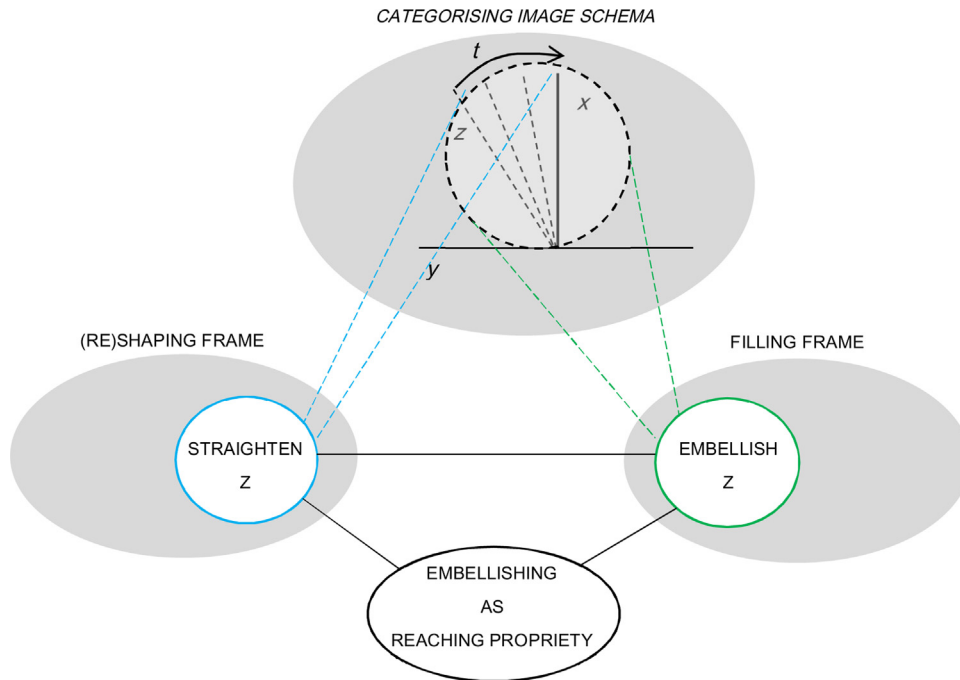 CATEGORISING IMAGE SCHEMA
t
x
z
y
(RE)SHAPING FRAME
FILLING FRAME
STRAIGHTEN
Z
EMBELLISH
Z
EMBELLISHING
AS
REACHING PROPRIETY